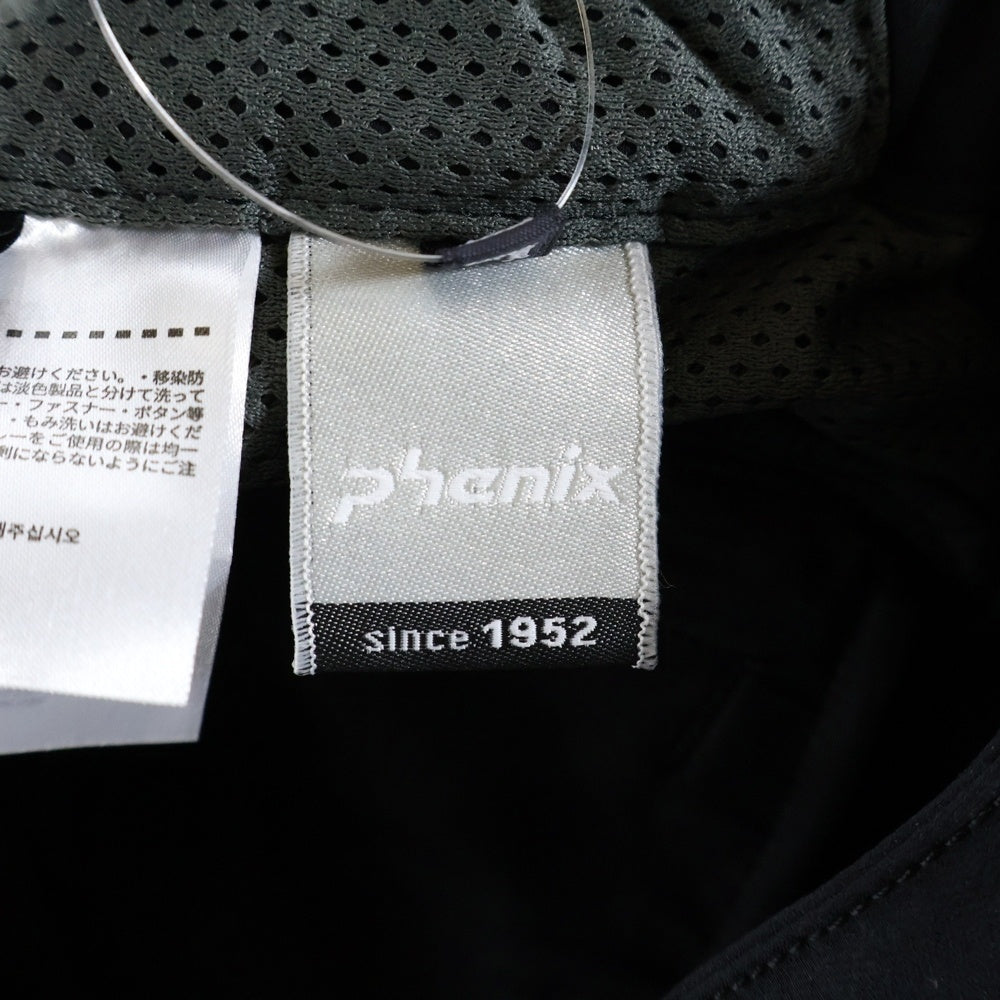 お避けください。・移染防
は淡色製品と分けて洗って
ー・ファスナー・ボタン等
・もみ洗いはお避けくだ
レーをご使用の際は均一
剰にならないようにご注
주십시오
phenix
since 1952